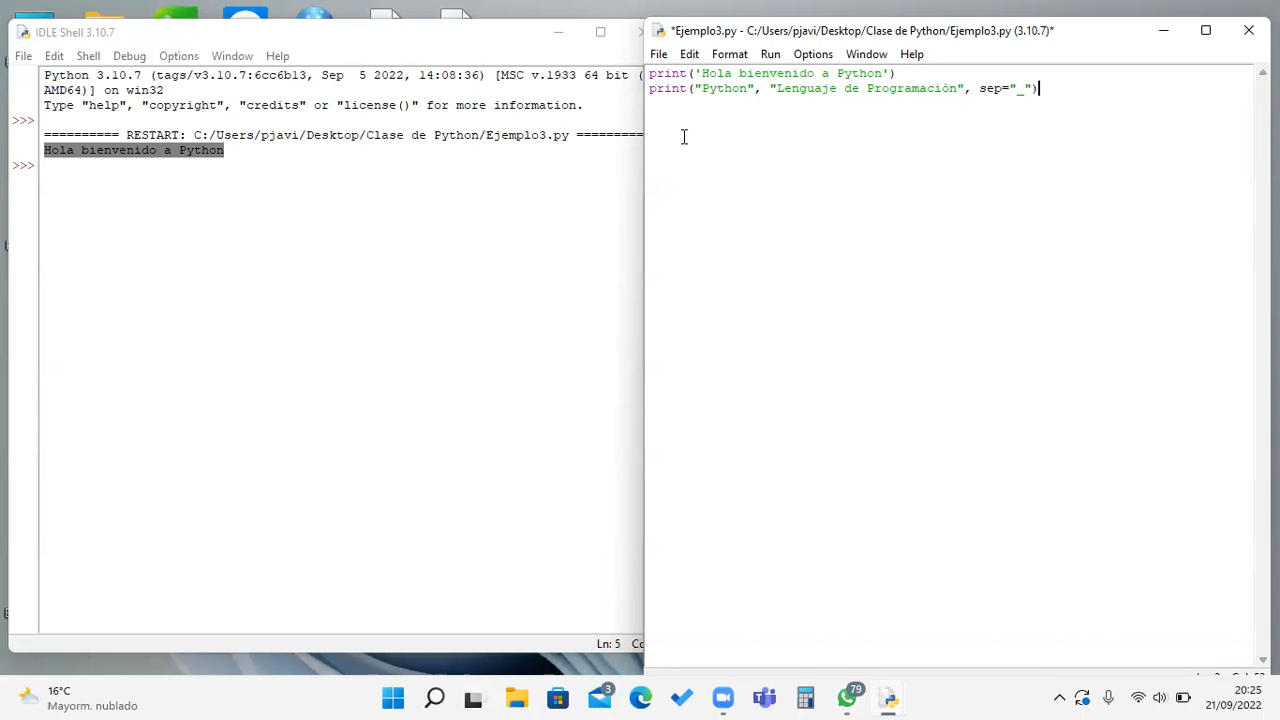 IDLE Shell 3.10.7
File Edit Shell Debug Options Window Help
Python 3.10.7 (tags/v3.10.7:6cc6b13, Sep  5 2022, 14:08:36) [MSC v.1933 64 bit (
AMD64)] on win32
Type "help", "copyright", "credits" or "license()" for more information.
>>>
========== RESTART: C:/Users/pjavi/Desktop/Clase de Python/Ejemplo3.py =========
Hola bienvenido a Python
>>>
Ln: 5
*Ejemplo3.py - C:/Users/pjavi/Desktop/Clase de Python/Ejemplo3.py (3.10.7)*
File Edit Format Run Options Window Help
print('Hola bienvenido a Python')
print("Python", "Lenguaje de Programación", sep="_")
16°C
Mayorm. nublado
3
79
20:25
21/09/2022